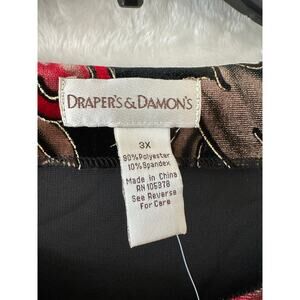 DRAPER'S & DAMON'S
3X
90% Polyester
10% Spandex
Made in China
RN 105378
See Reverse
For Care